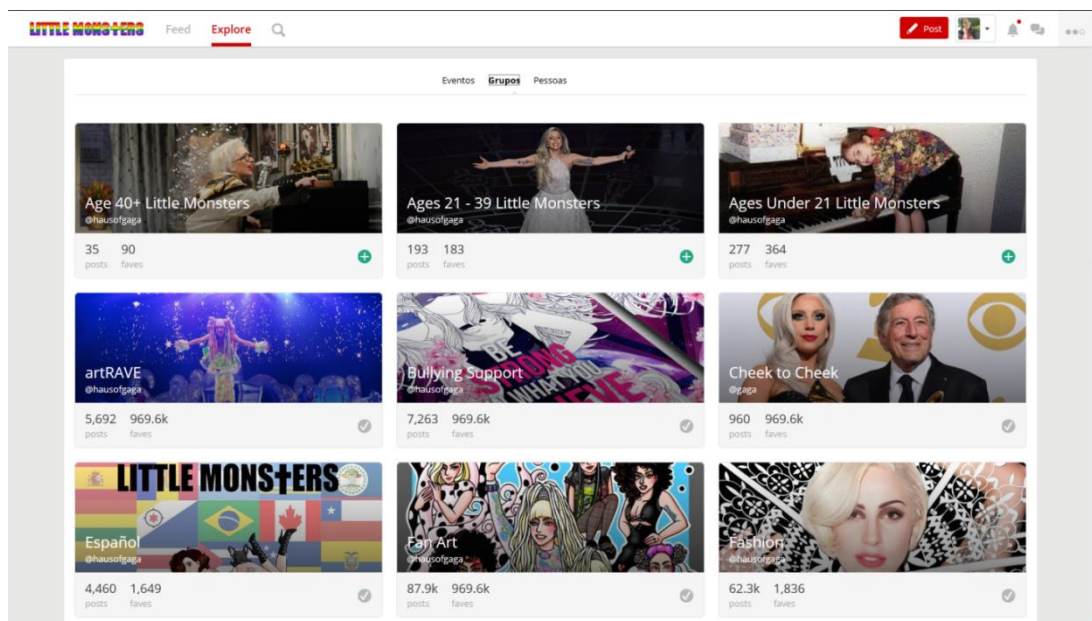 LITTLE MONSTERS Feed Explore Post
Eventos Grupos Pessoas
Age 40+ Little Monsters
@hausofgaga
35 90
posts faves
Ages 21 - 39 Little Monsters
@hausofgaga
193 183
posts faves
Ages Under 21 Little Monsters
@hausofgaga
277 364
posts faves
artRAVE
@hausofgaga
5,692 969.6k
posts faves
BE
STRONG
WHAT YOU
Bullying Support
@hausofgaga
7,263 969.6k
posts faves
Cheek to Cheek
@gaga
960 969.6k
posts faves
LITTLE MONSTERS
Español
@hausofgaga
4,460 1,649
posts faves
Fan Art
@hausofgaga
87.9k 969.6k
posts faves
Fashion
@hausofgaga
62.3k 1,836
posts faves